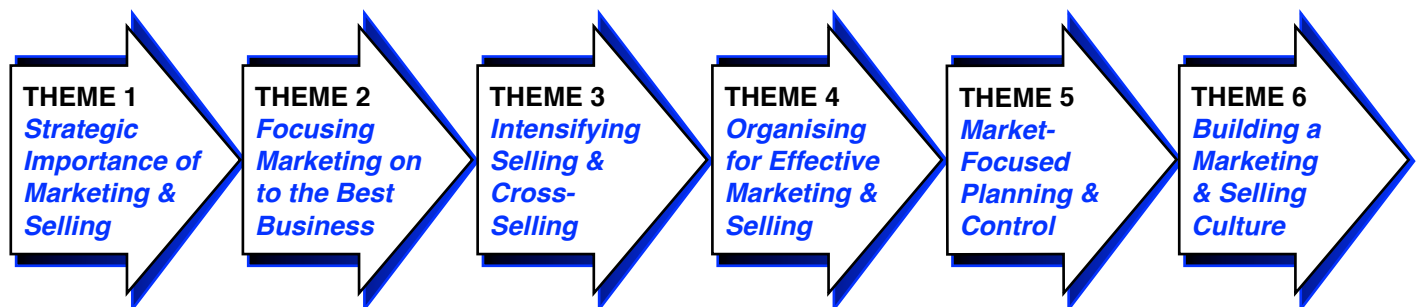 THEME 1
Strategic
Importance of
Marketing &
Selling
THEME 2
Focusing
Marketing on
to the Best
Business
THEME 3
Intensifying
Selling &
Cross-
Selling
THEME 4
Organising
for Effective
Marketing &
Selling
THEME 5
Market-
Focused
Planning &
Control
THEME 6
Building a
Marketing
& Selling
Culture